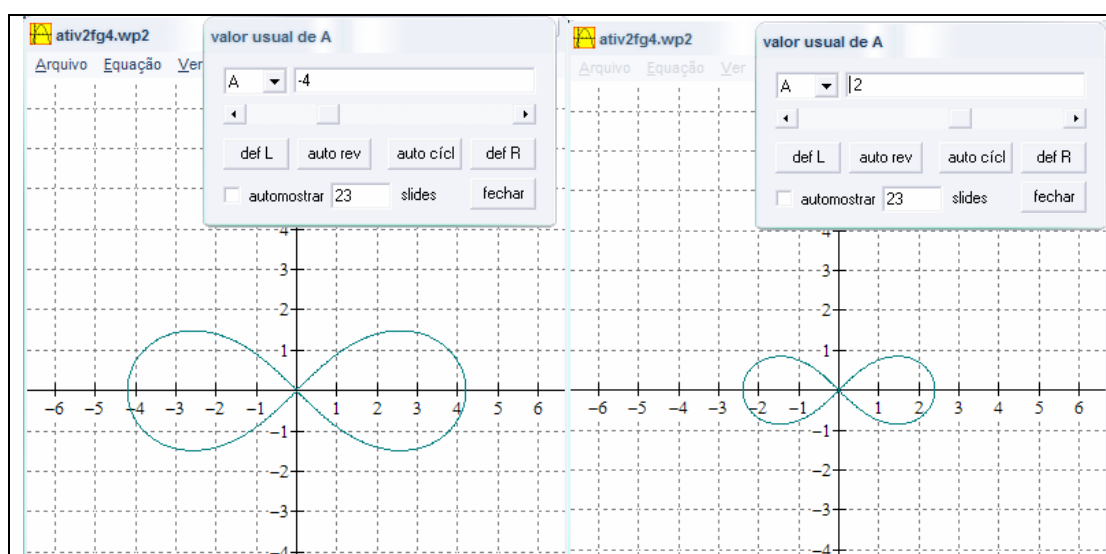 ativ2fg4.wp2
Arquivo Equação Ver
valor usual de A
A -4
def L auto rev auto cícl def R
automostrar 23 slides fechar
4
3
2
1
-6 -5 -4 -3 -2 -1 1 2 3 4 5 6
-1
-2
-3
-4
ativ2fg4.wp2
Arquivo Equação Ver
valor usual de A
A 2
def L auto rev auto cícl def R
automostrar 23 slides fechar
4
3
2
1
-6 -5 -4 -3 -2 -1 1 2 3 4 5 6
-1
-2
-3
-4